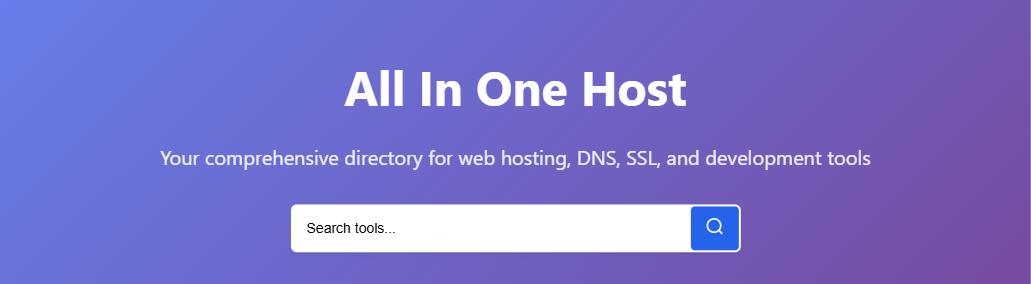 All In One Host
Your comprehensive directory for web hosting, DNS, SSL, and development tools
Search tools...